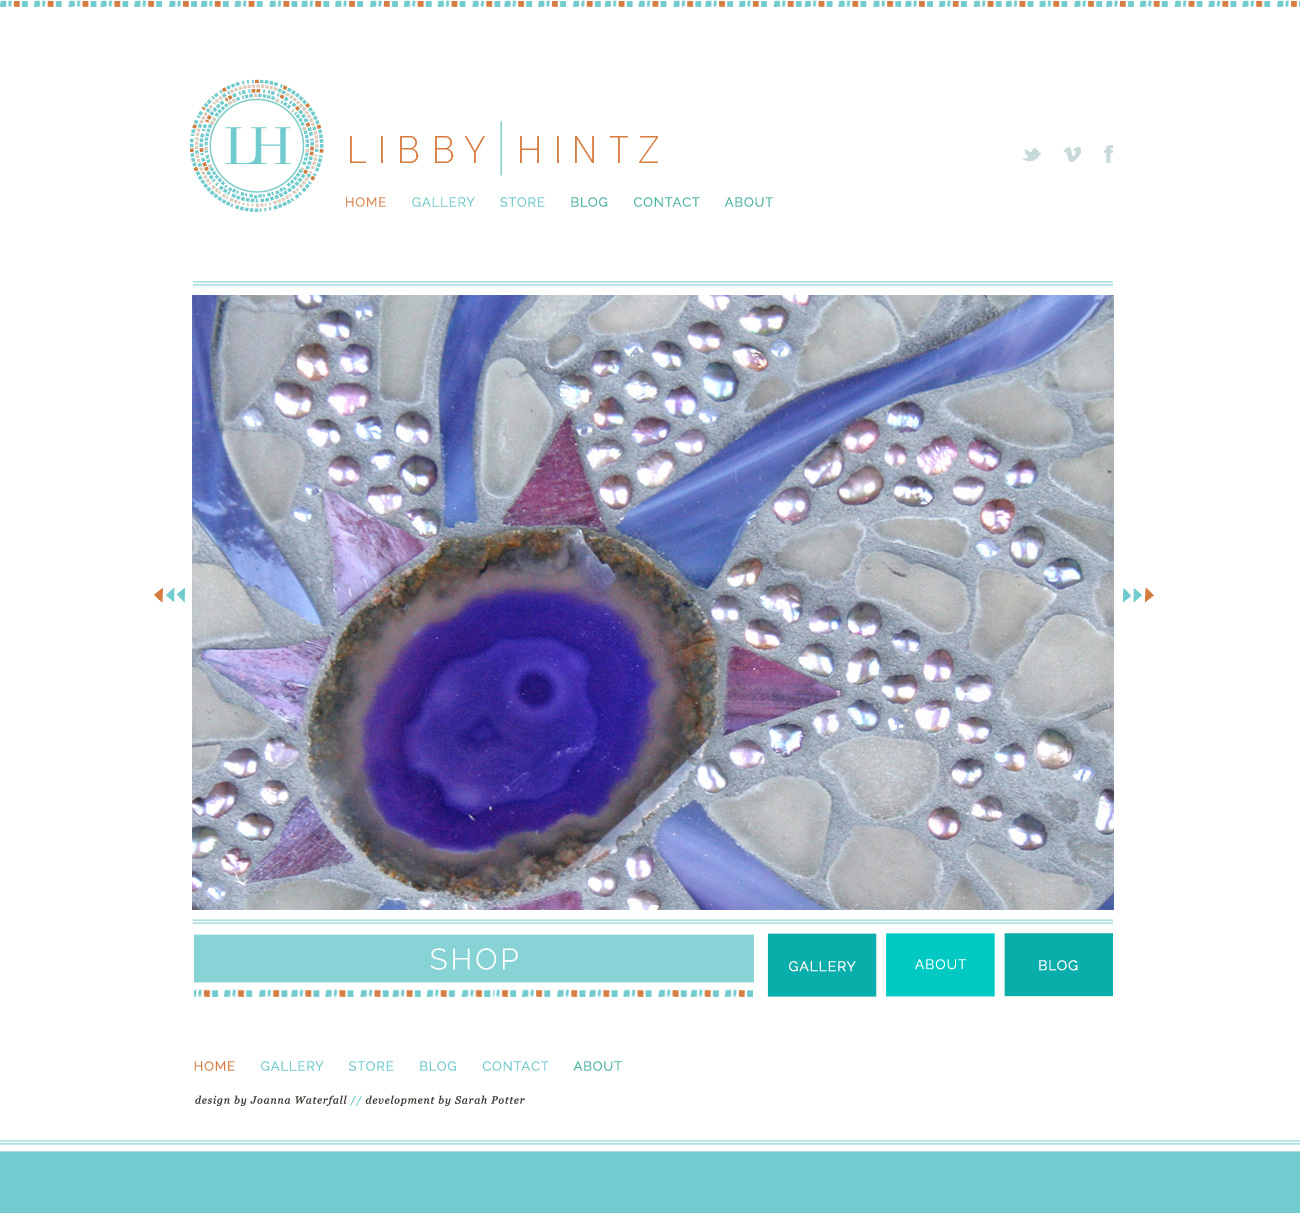 LH
LIBBY HINTZ
HOME GALLERY STORE BLOG CONTACT ABOUT
SHOP
GALLERY
ABOUT
BLOG
HOME GALLERY STORE BLOG CONTACT ABOUT
design by Joanna Waterfall // development by Sarah Potter